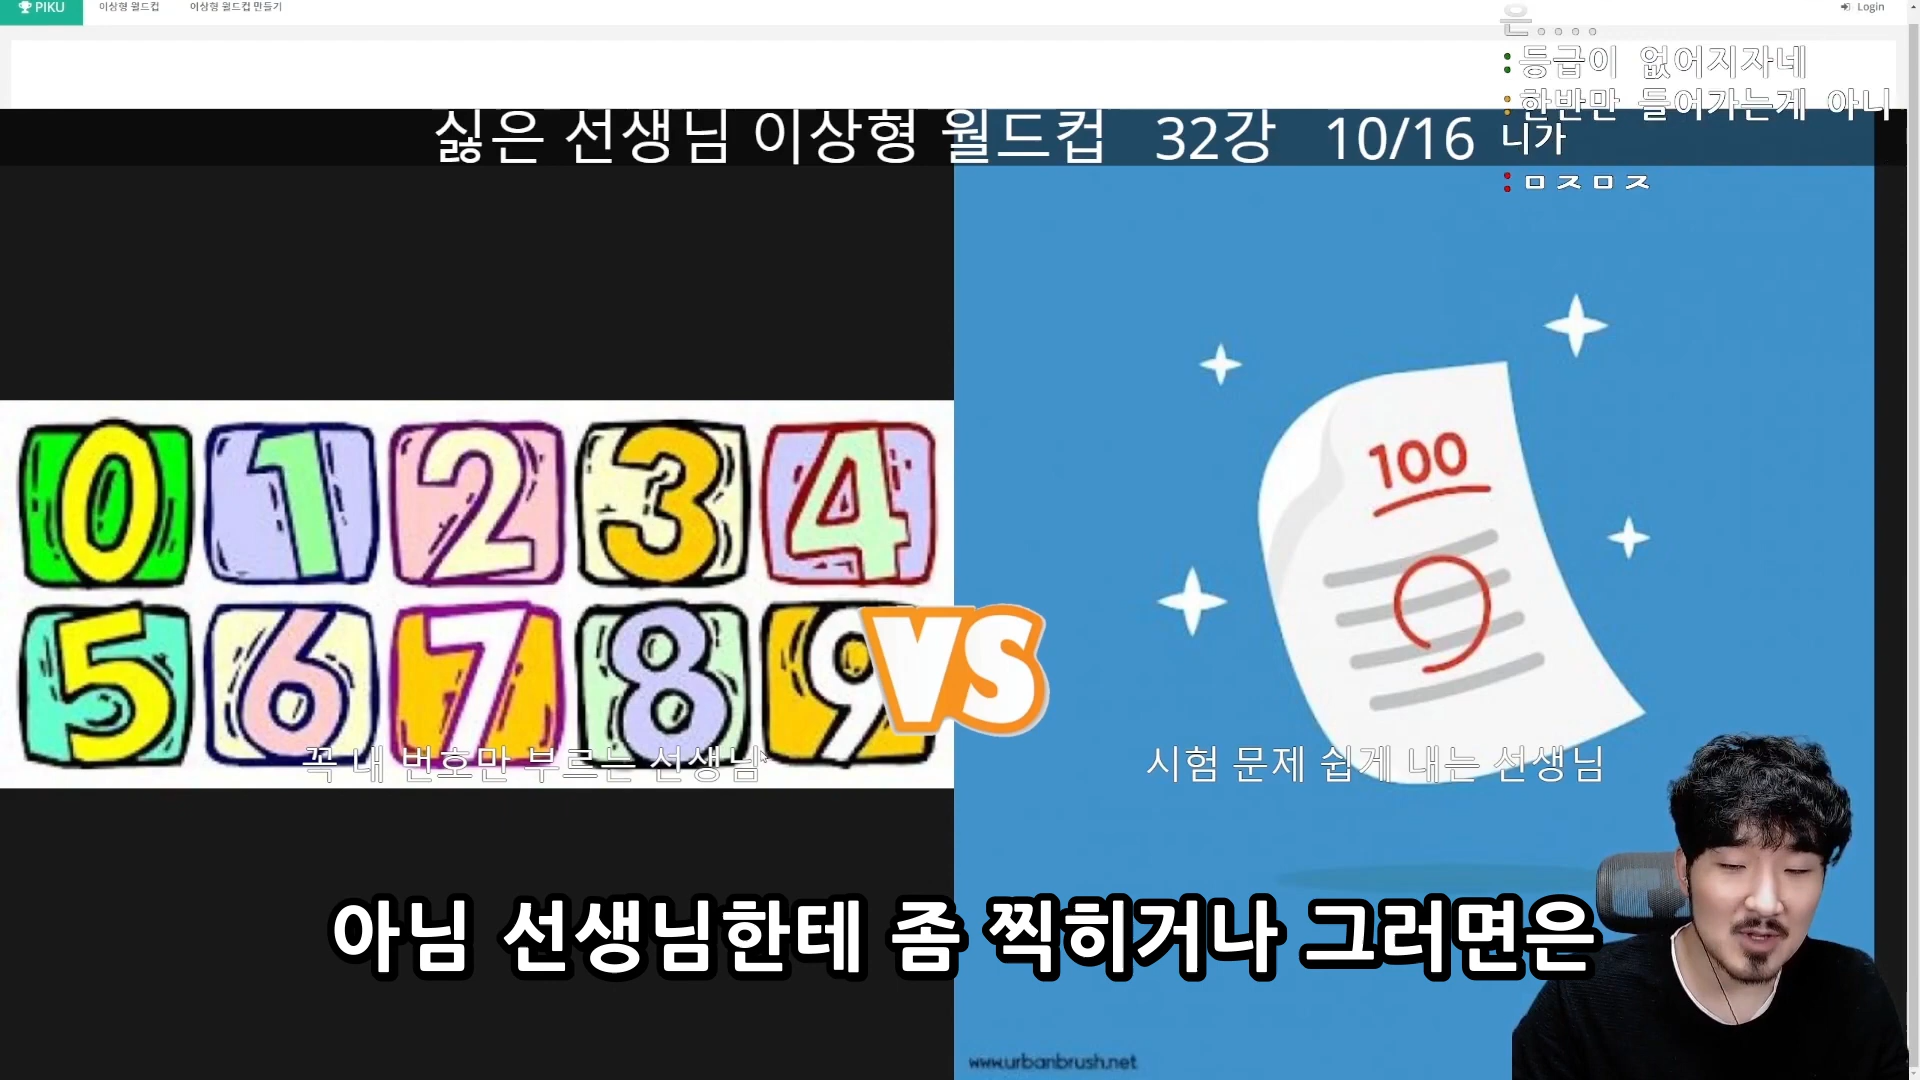 PIKU 이상형 월드컵 이상형 월드컵 만들기 Login
은....
등급이 없어지자네
한반만 들어가는게 아니
니가
ㅁㅈㅁㅈ
싫은 선생님 이상형 월드컵 32강 10/16
0 1 2 3 4
5 6 7 8 9
VS
100
꼭 내 번호만 부르는 선생님
시험 문제 쉽게 내는 선생님
아님 선생님한테 좀 찍히거나 그러면은
www.urbanbrush.net